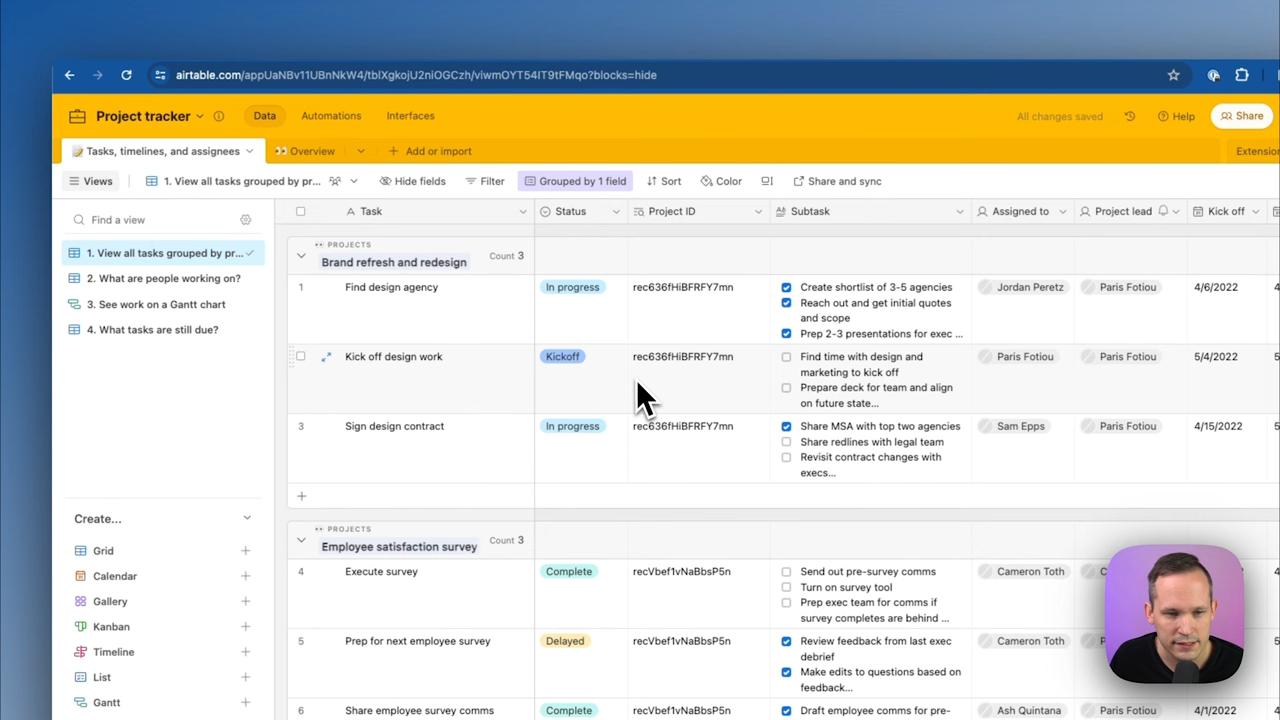 airtable.com/appUaNBv11UBnNkW4/tblXgkojU2niOGCzh/viwmOYT54IT9tFMqo?blocks=hide
Project tracker
Data
Automations
Interfaces
All changes saved
Help
Share
Tasks, timelines, and assignees
Overview
Add or import
Extension
Views
1. View all tasks grouped by pr...
Hide fields
Filter
Grouped by 1 field
Sort
Color
Share and sync
Find a view
1. View all tasks grouped by pr...
2. What are people working on?
3. See work on a Gantt chart
4. What tasks are still due?
Create...
Grid
Calendar
Gallery
Kanban
Timeline
List
Gantt
Task
Status
Project ID
Subtask
Assigned to
Project lead
Kick off
PROJECTS
Brand refresh and redesign
Count 3
1
Find design agency
In progress
rec636fHiBFRFY7mn
Create shortlist of 3-5 agencies
Reach out and get initial quotes
and scope
Prep 2-3 presentations for exec ...
Jordan Peretz
Paris Fotiou
4/6/2022
Kick off design work
Kickoff
rec636fHiBFRFY7mn
Find time with design and
marketing to kick off
Prepare deck for team and align
on future state...
Paris Fotiou
Paris Fotiou
5/4/2022
3
Sign design contract
In progress
rec636fHiBFRFY7mn
Share MSA with top two agencies
Share redlines with legal team
Revisit contract changes with
execs...
Sam Epps
Paris Fotiou
4/15/2022
PROJECTS
Employee satisfaction survey
Count 3
4
Execute survey
Complete
recVbef1vNaBbsP5n
Send out pre-survey comms
Turn on survey tool
Prep exec team for comms if
survey completes are behind ...
Cameron Toth
5
Prep for next employee survey
Delayed
recVbef1vNaBbsP5n
Review feedback from last exec
debrief
Make edits to questions based on
feedback...
Cameron Toth
6
Share employee survey comms
Complete
recVbef1vNaBbsP5n
Draft employee comms for pre-
Ash Quintana
4/1/2022